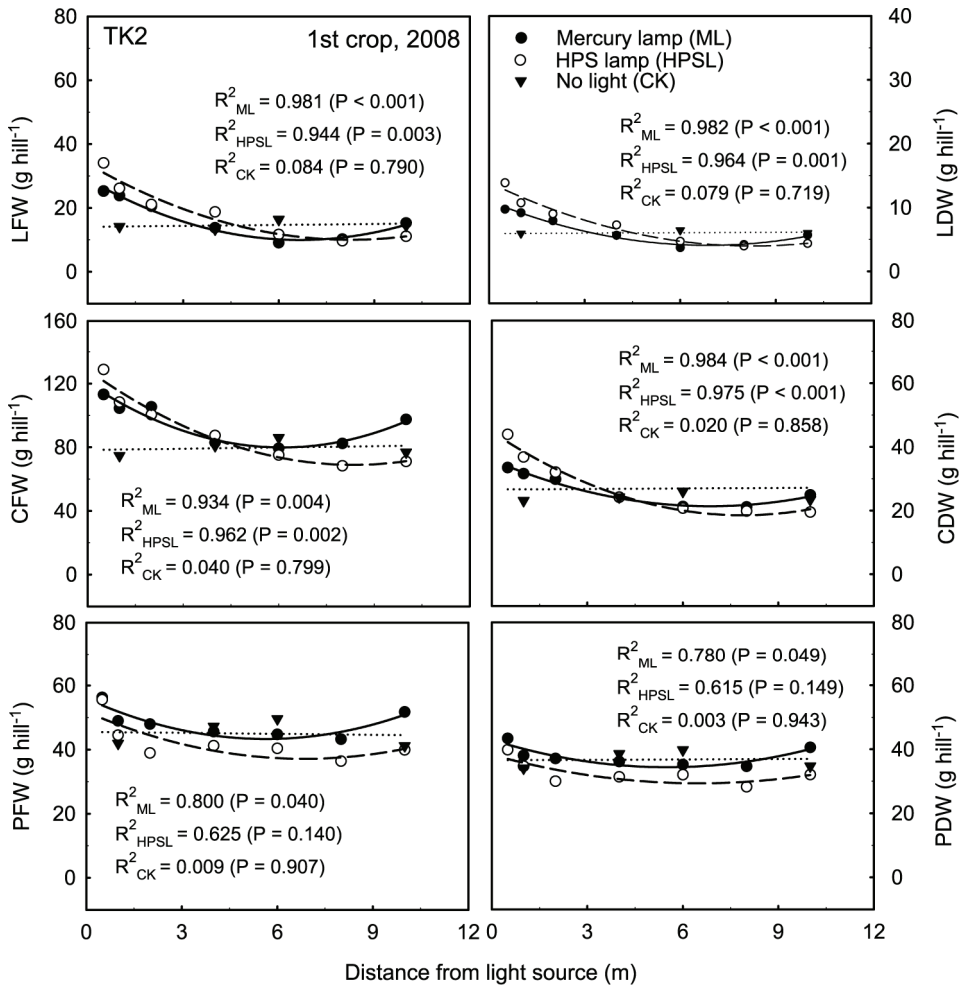 TK2 1st crop, 2008
R²ML = 0.981 (P < 0.001)
R²HPSL = 0.944 (P = 0.003)
R²CK = 0.084 (P = 0.790)
LFW (g hill⁻¹)
80
60
40
20
0
Mercury lamp (ML)
HPS lamp (HPSL)
No light (CK)
R²ML = 0.982 (P < 0.001)
R²HPSL = 0.964 (P = 0.001)
R²CK = 0.079 (P = 0.719)
40
30
20
10
0
LDW (g hill⁻¹)
CFW (g hill⁻¹)
160
120
80
40
0
R²ML = 0.934 (P = 0.004)
R²HPSL = 0.962 (P = 0.002)
R²CK = 0.040 (P = 0.799)
R²ML = 0.984 (P < 0.001)
R²HPSL = 0.975 (P < 0.001)
R²CK = 0.020 (P = 0.858)
80
60
40
20
0
CDW (g hill⁻¹)
PFW (g hill⁻¹)
80
60
40
20
0
R²ML = 0.800 (P = 0.040)
R²HPSL = 0.625 (P = 0.140)
R²CK = 0.009 (P = 0.907)
0 3 6 9 12
R²ML = 0.780 (P = 0.049)
R²HPSL = 0.615 (P = 0.149)
R²CK = 0.003 (P = 0.943)
80
60
40
20
0
PDW (g hill⁻¹)
0 3 6 9 12
Distance from light source (m)